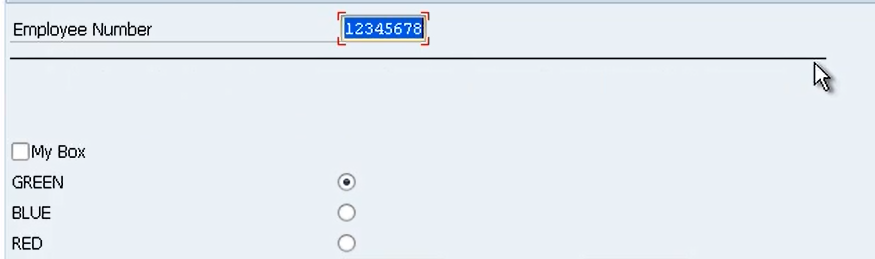 Employee Number 12345678
My Box
GREEN
BLUE
RED